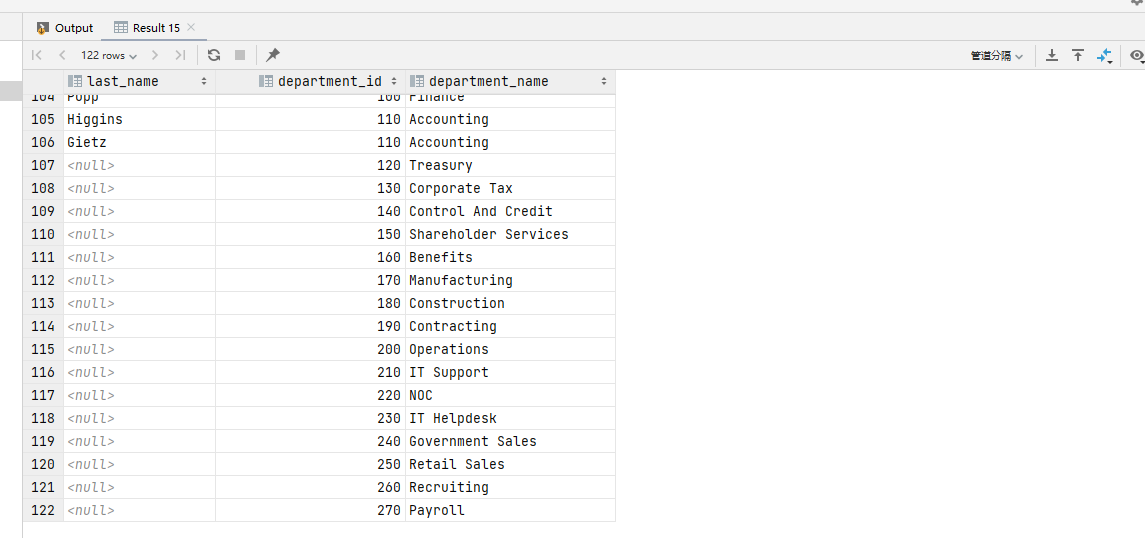 Output Result 15
122 rows 管道分隔
last_name department_id department_name
104 Popp 100 Finance
105 Higgins 110 Accounting
106 Gietz 110 Accounting
107 <null> 120 Treasury
108 <null> 130 Corporate Tax
109 <null> 140 Control And Credit
110 <null> 150 Shareholder Services
111 <null> 160 Benefits
112 <null> 170 Manufacturing
113 <null> 180 Construction
114 <null> 190 Contracting
115 <null> 200 Operations
116 <null> 210 IT Support
117 <null> 220 NOC
118 <null> 230 IT Helpdesk
119 <null> 240 Government Sales
120 <null> 250 Retail Sales
121 <null> 260 Recruiting
122 <null> 270 Payroll